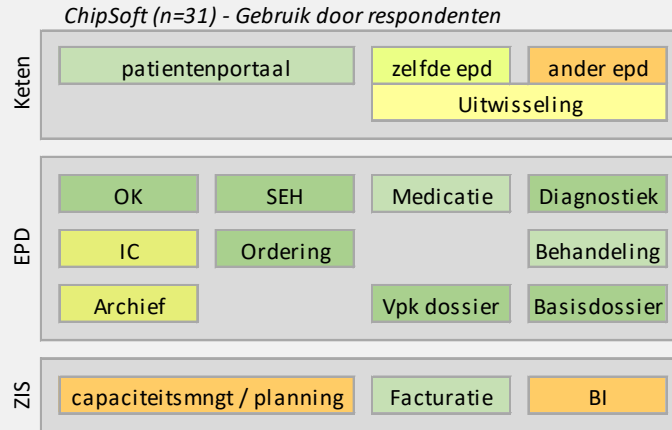 ChipSoft (n=31) - Gebruik door respondenten
Keten
patientenportaal
zelfde epd
ander epd
Uitwisseling
EPD
OK
SEH
Medicatie
Diagnostiek
IC
Ordering
Behandeling
Archief
Vpk dossier
Basisdossier
ZIS
capaciteitsmngt / planning
Facturatie
BI